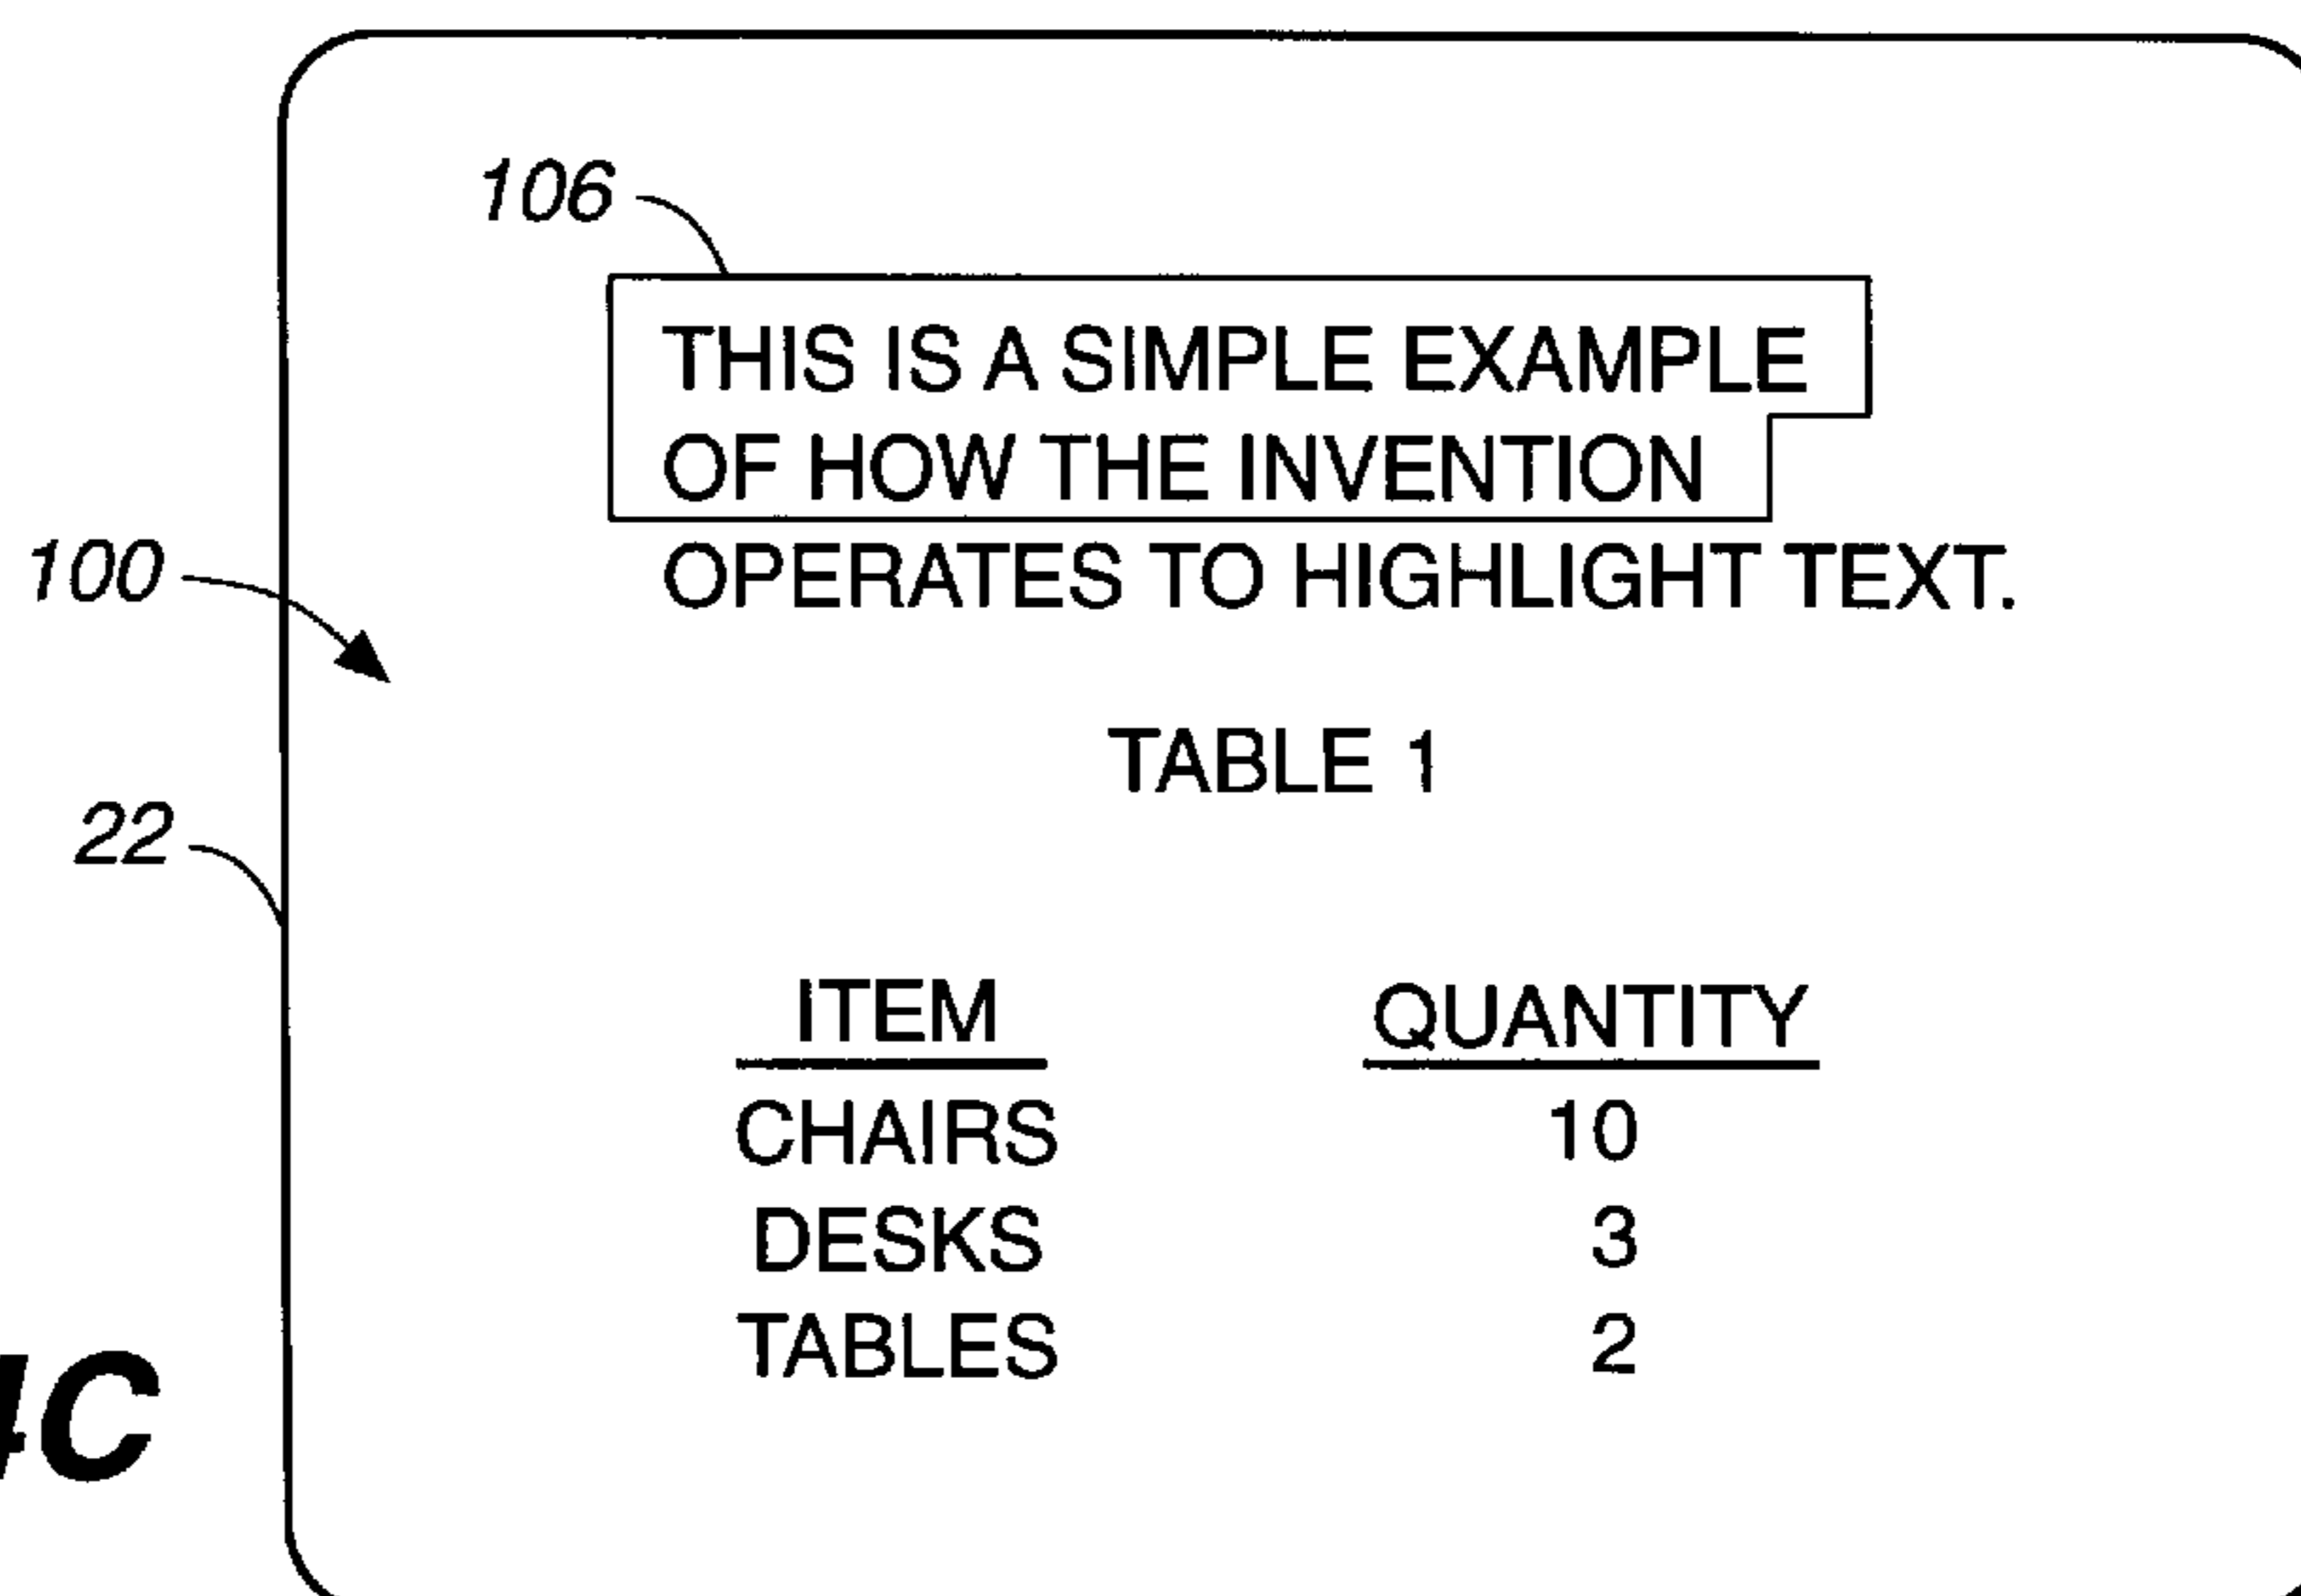 106
THIS IS A SIMPLE EXAMPLE
OF HOW THE INVENTION
OPERATES TO HIGHLIGHT TEXT.
100
TABLE 1
22
ITEM QUANTITY
CHAIRS 10
DESKS 3
TABLES 2
4C